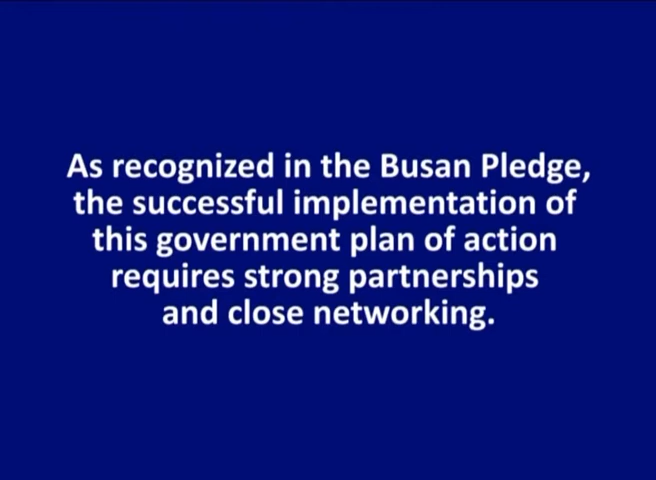 As recognized in the Busan Pledge,
the successful implementation of
this government plan of action
requires strong partnerships
and close networking.